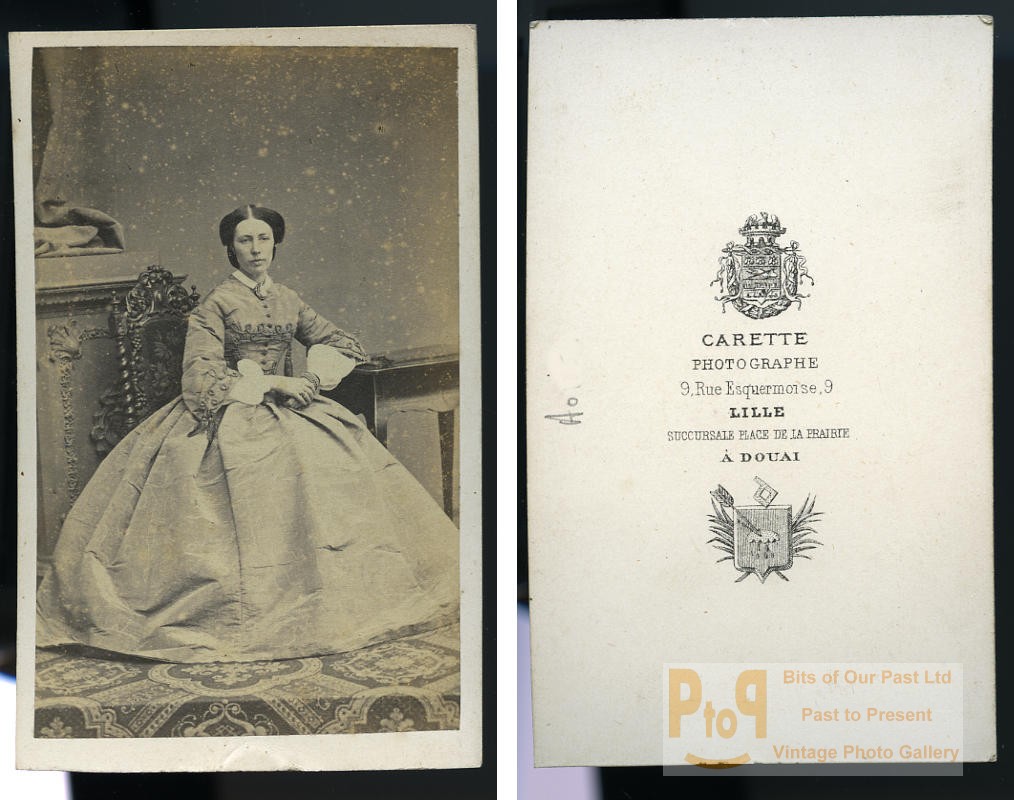 CARETTE
PHOTOGRAPHE
9, Rue Esquermoise, 9
LILLE
SUCCURSALE PLACE DE LA PRAIRIE
À DOUAI
PtoP
Bits of Our Past Ltd
Past to Present
Vintage Photo Gallery